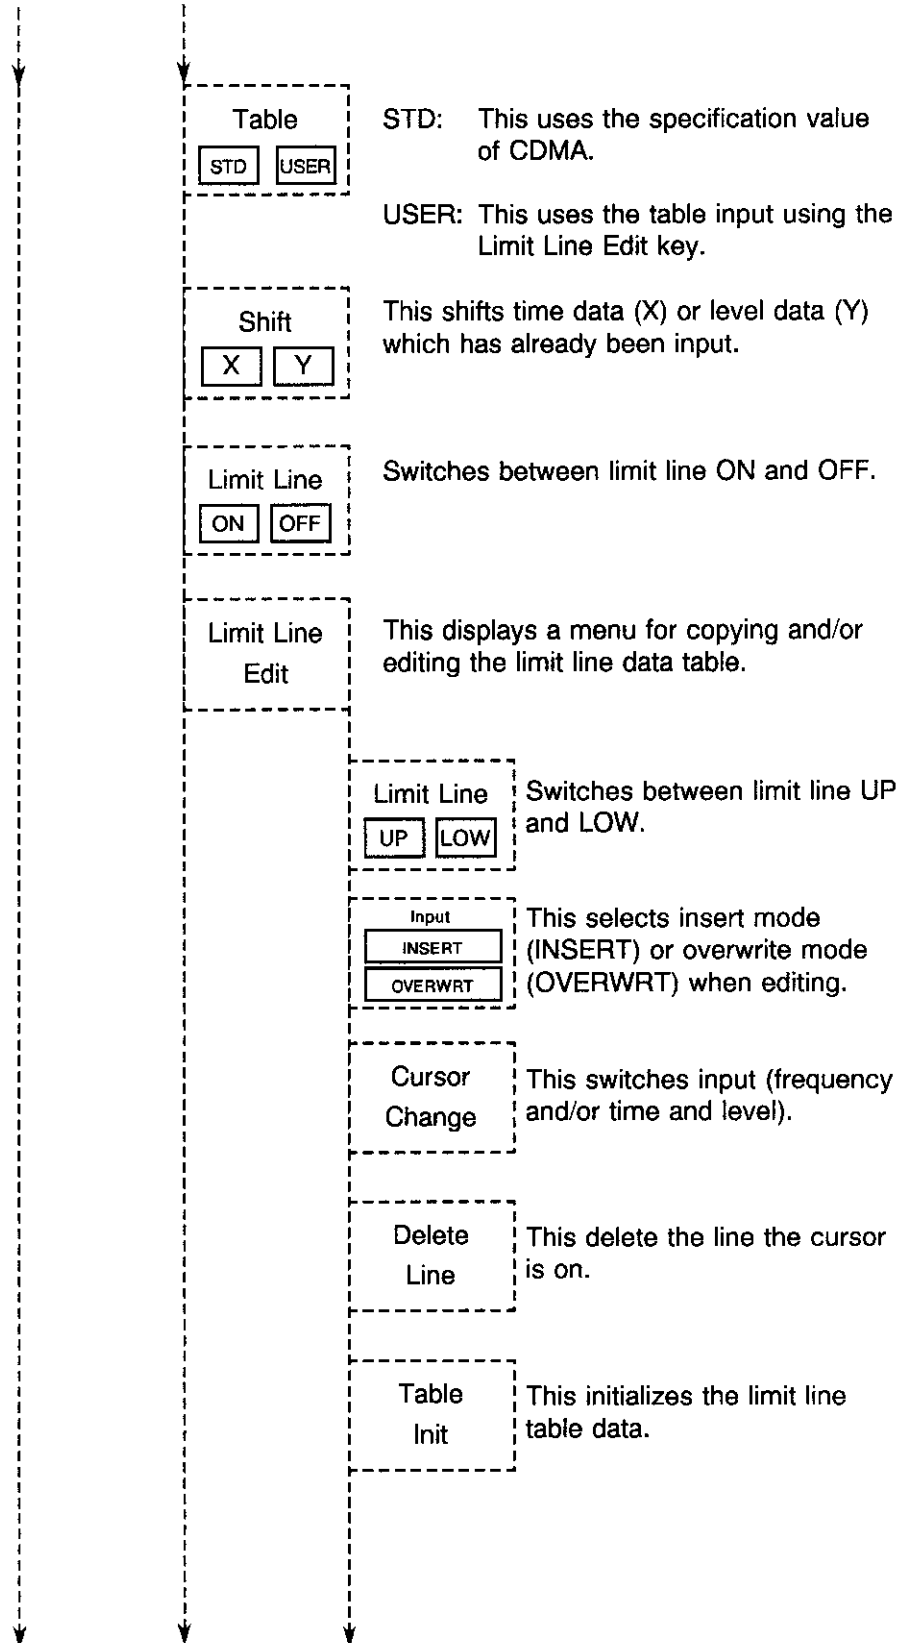 Table
STD USER
STD: This uses the specification value
of CDMA.
USER: This uses the table input using the
Limit Line Edit key.
Shift
X Y
This shifts time data (X) or level data (Y)
which has already been input.
Limit Line
ON OFF
Switches between limit line ON and OFF.
Limit Line
Edit
This displays a menu for copying and/or
editing the limit line data table.
Limit Line
UP LOW
Switches between limit line UP
and LOW.
Input
INSERT
OVERWRT
This selects insert mode
(INSERT) or overwrite mode
(OVERWRT) when editing.
Cursor
Change
This switches input (frequency
and/or time and level).
Delete
Line
This delete the line the cursor
is on.
Table
Init
This initializes the limit line
table data.